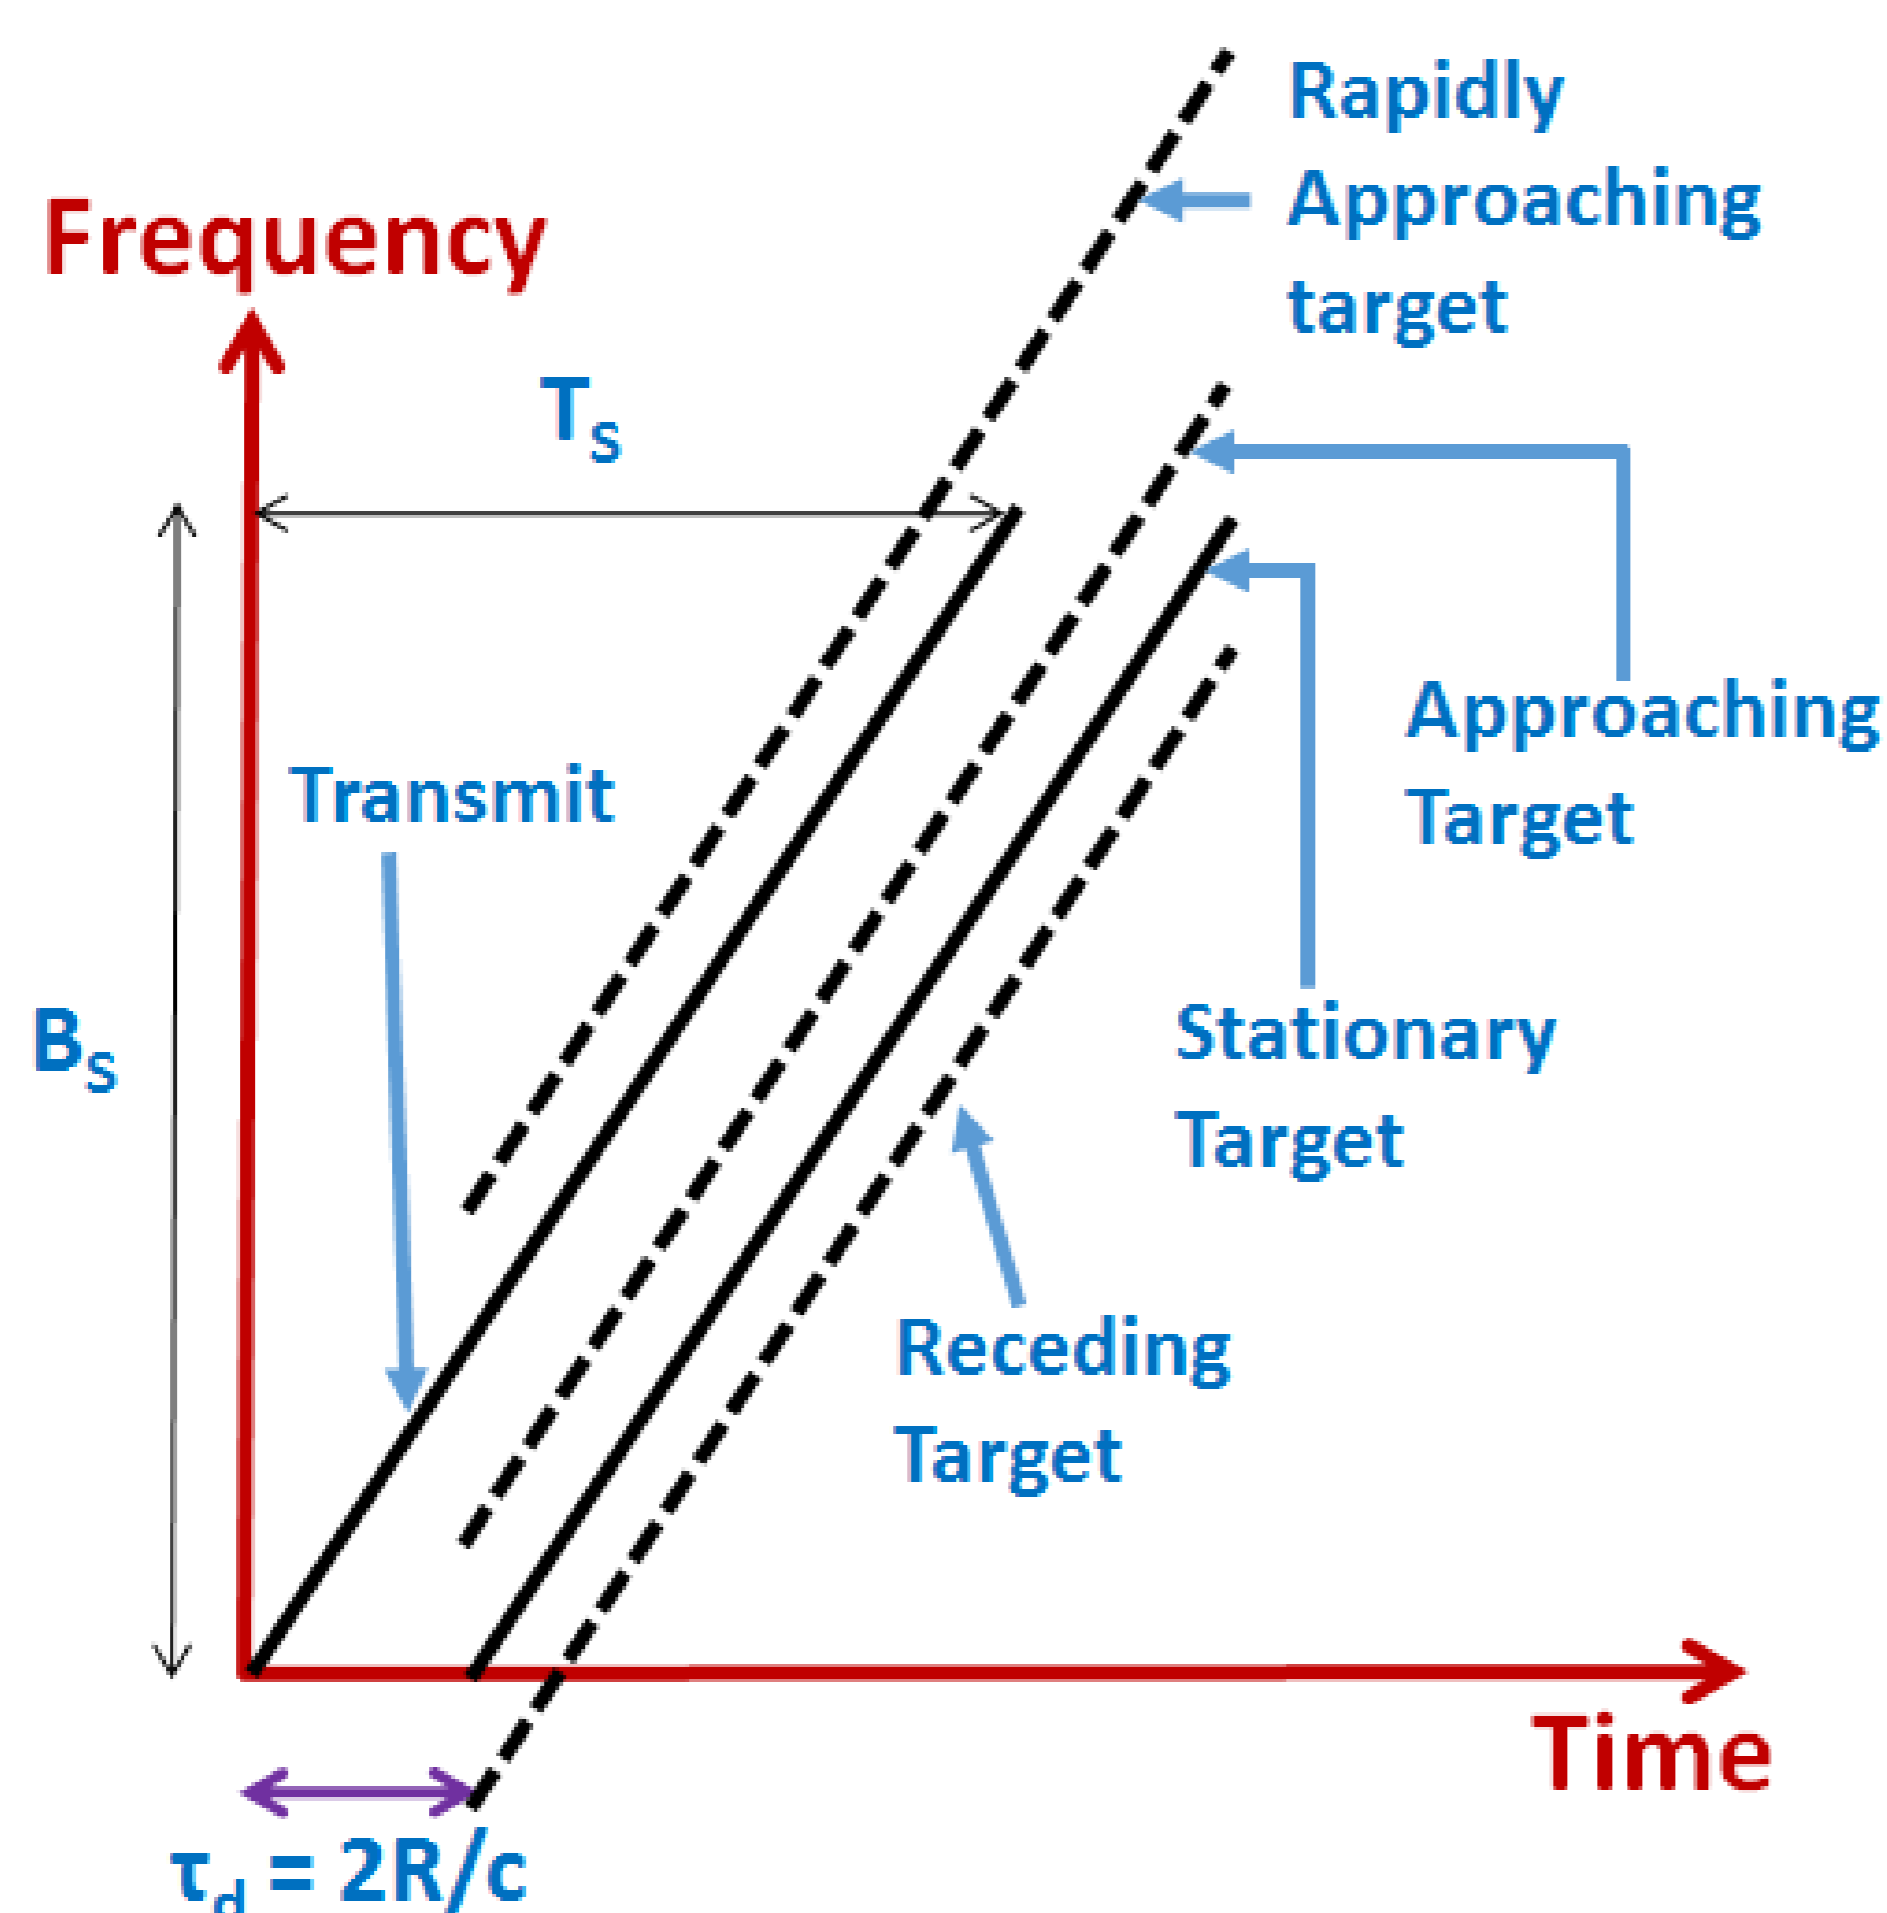 Rapidly
Approaching
target
Frequency
Ts
Approaching
Target
Transmit
Bs
Stationary
Target
Receding
Target
Time
τd = 2R/c